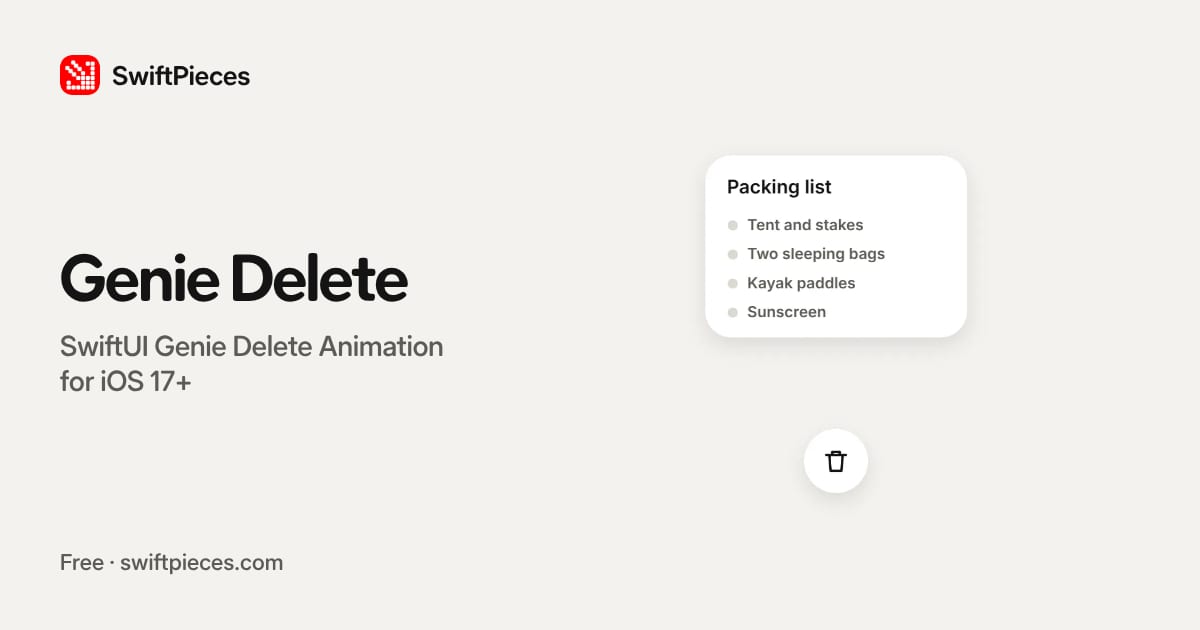 SwiftPieces
Genie Delete
SwiftUI Genie Delete Animation
for iOS 17+
Free · swiftpieces.com
Packing list
Tent and stakes
Two sleeping bags
Kayak paddles
Sunscreen